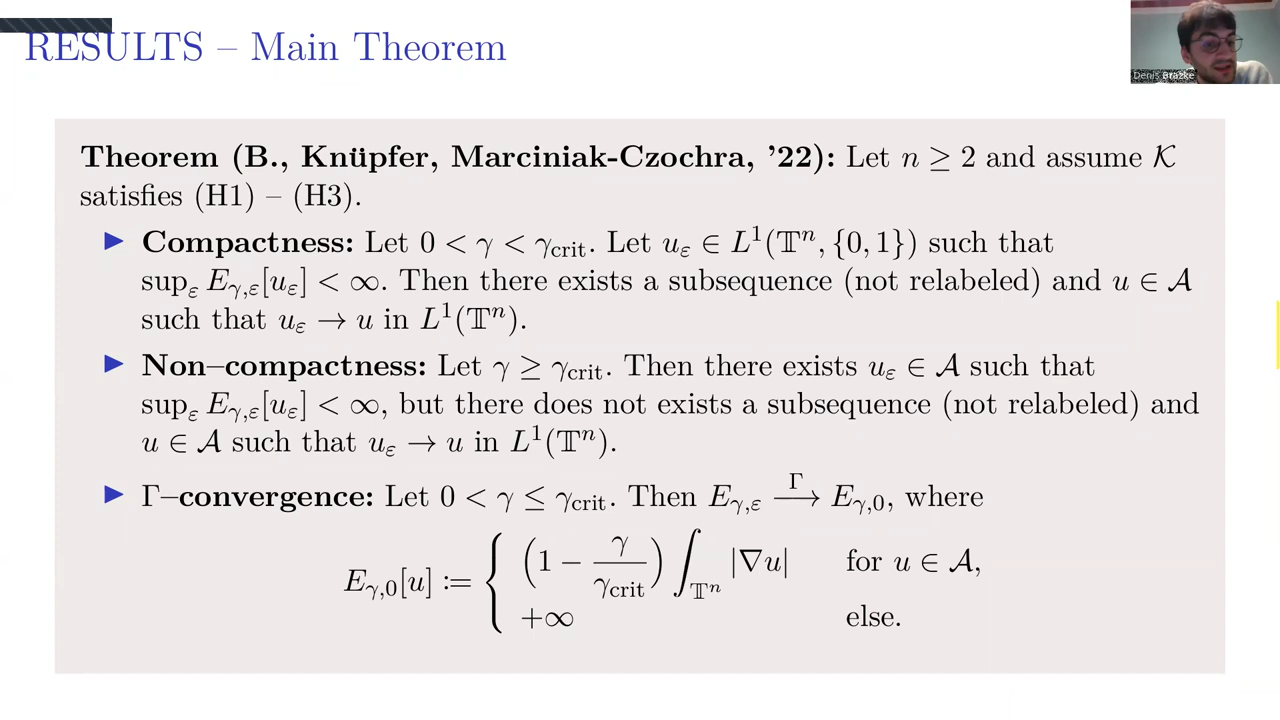 RESULTS – Main Theorem
Denis Brazke
Theorem (B., Knüpfer, Marciniak-Czochra, ’22): Let n ≥ 2 and assume 𝒦
satisfies (H1) – (H3).
▶ Compactness: Let 0 < γ < γ_crit. Let u_ε ∈ L¹(𝕋ⁿ, {0, 1}) such that
sup_ε E_{γ,ε}[u_ε] < ∞. Then there exists a subsequence (not relabeled) and u ∈ 𝒜
such that u_ε → u in L¹(𝕋ⁿ).
▶ Non–compactness: Let γ ≥ γ_crit. Then there exists u_ε ∈ 𝒜 such that
sup_ε E_{γ,ε}[u_ε] < ∞, but there does not exists a subsequence (not relabeled) and
u ∈ 𝒜 such that u_ε → u in L¹(𝕋ⁿ).
▶ Γ–convergence: Let 0 < γ ≤ γ_crit. Then E_{γ,ε} →^Γ E_{γ,0}, where
E_{γ,0}[u] := { (1 − γ/γ_crit) ∫_{𝕋ⁿ} |∇u| for u ∈ 𝒜,
+∞ else.